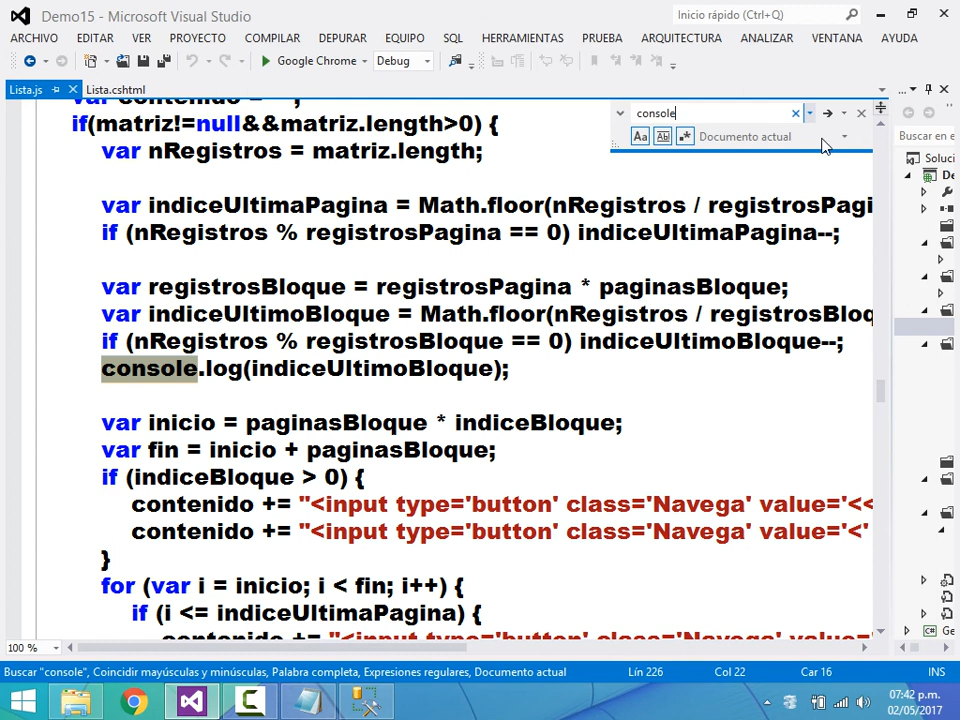 Demo15 - Microsoft Visual Studio
Inicio rápido (Ctrl+Q)
ARCHIVO EDITAR VER PROYECTO COMPILAR DEPURAR EQUIPO SQL HERRAMIENTAS PRUEBA ARQUITECTURA ANALIZAR VENTANA AYUDA
Google Chrome Debug
Lista.js Lista.cshtml
console
Documento actual
Buscar en e
Soluci
De
if(matriz!=null&&matriz.length>0) {
var nRegistros = matriz.length;
var indiceUltimaPagina = Math.floor(nRegistros / registrosPagi
if (nRegistros % registrosPagina == 0) indiceUltimaPagina--;
var registrosBloque = registrosPagina * paginasBloque;
var indiceUltimoBloque = Math.floor(nRegistros / registrosBloq
if (nRegistros % registrosBloque == 0) indiceUltimoBloque--;
console.log(indiceUltimoBloque);
var inicio = paginasBloque * indiceBloque;
var fin = inicio + paginasBloque;
if (indiceBloque > 0) {
contenido += "<input type='button' class='Navega' value='<<
contenido += "<input type='button' class='Navega' value='<'
}
for (var i = inicio; i < fin; i++) {
if (i <= indiceUltimaPagina) {
C# Ge
100 %
Buscar "console", Coincidir mayúsculas y minúsculas, Palabra completa, Expresiones regulares, Documento actual
Lín 226 Col 22 Car 16 INS
07:42 p.m.
02/05/2017